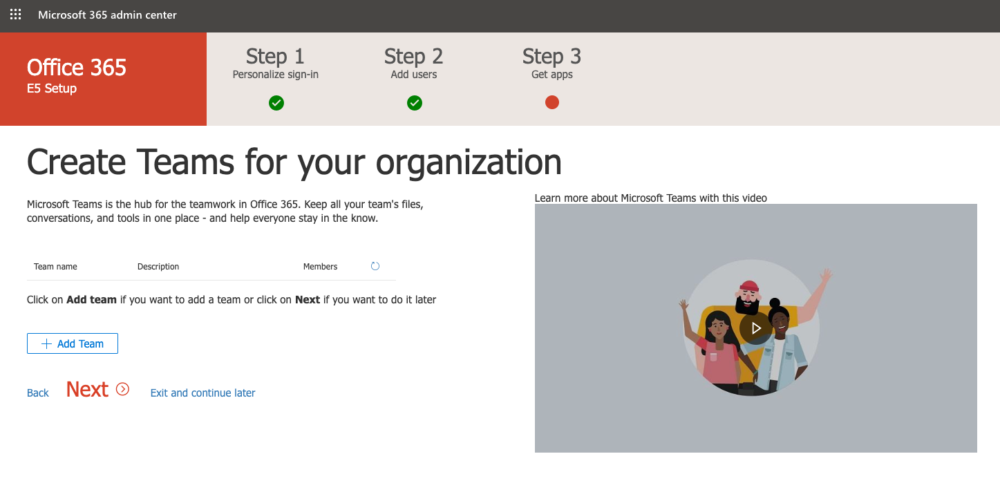 Microsoft 365 admin center
Office 365
E5 Setup
Step 1
Personalize sign-in
Step 2
Add users
Step 3
Get apps
Create Teams for your organization
Microsoft Teams is the hub for the teamwork in Office 365. Keep all your team's files,
conversations, and tools in one place - and help everyone stay in the know.
Team name Description Members
Click on Add team if you want to add a team or click on Next if you want to do it later
Add Team
Back Next Exit and continue later
Learn more about Microsoft Teams with this video